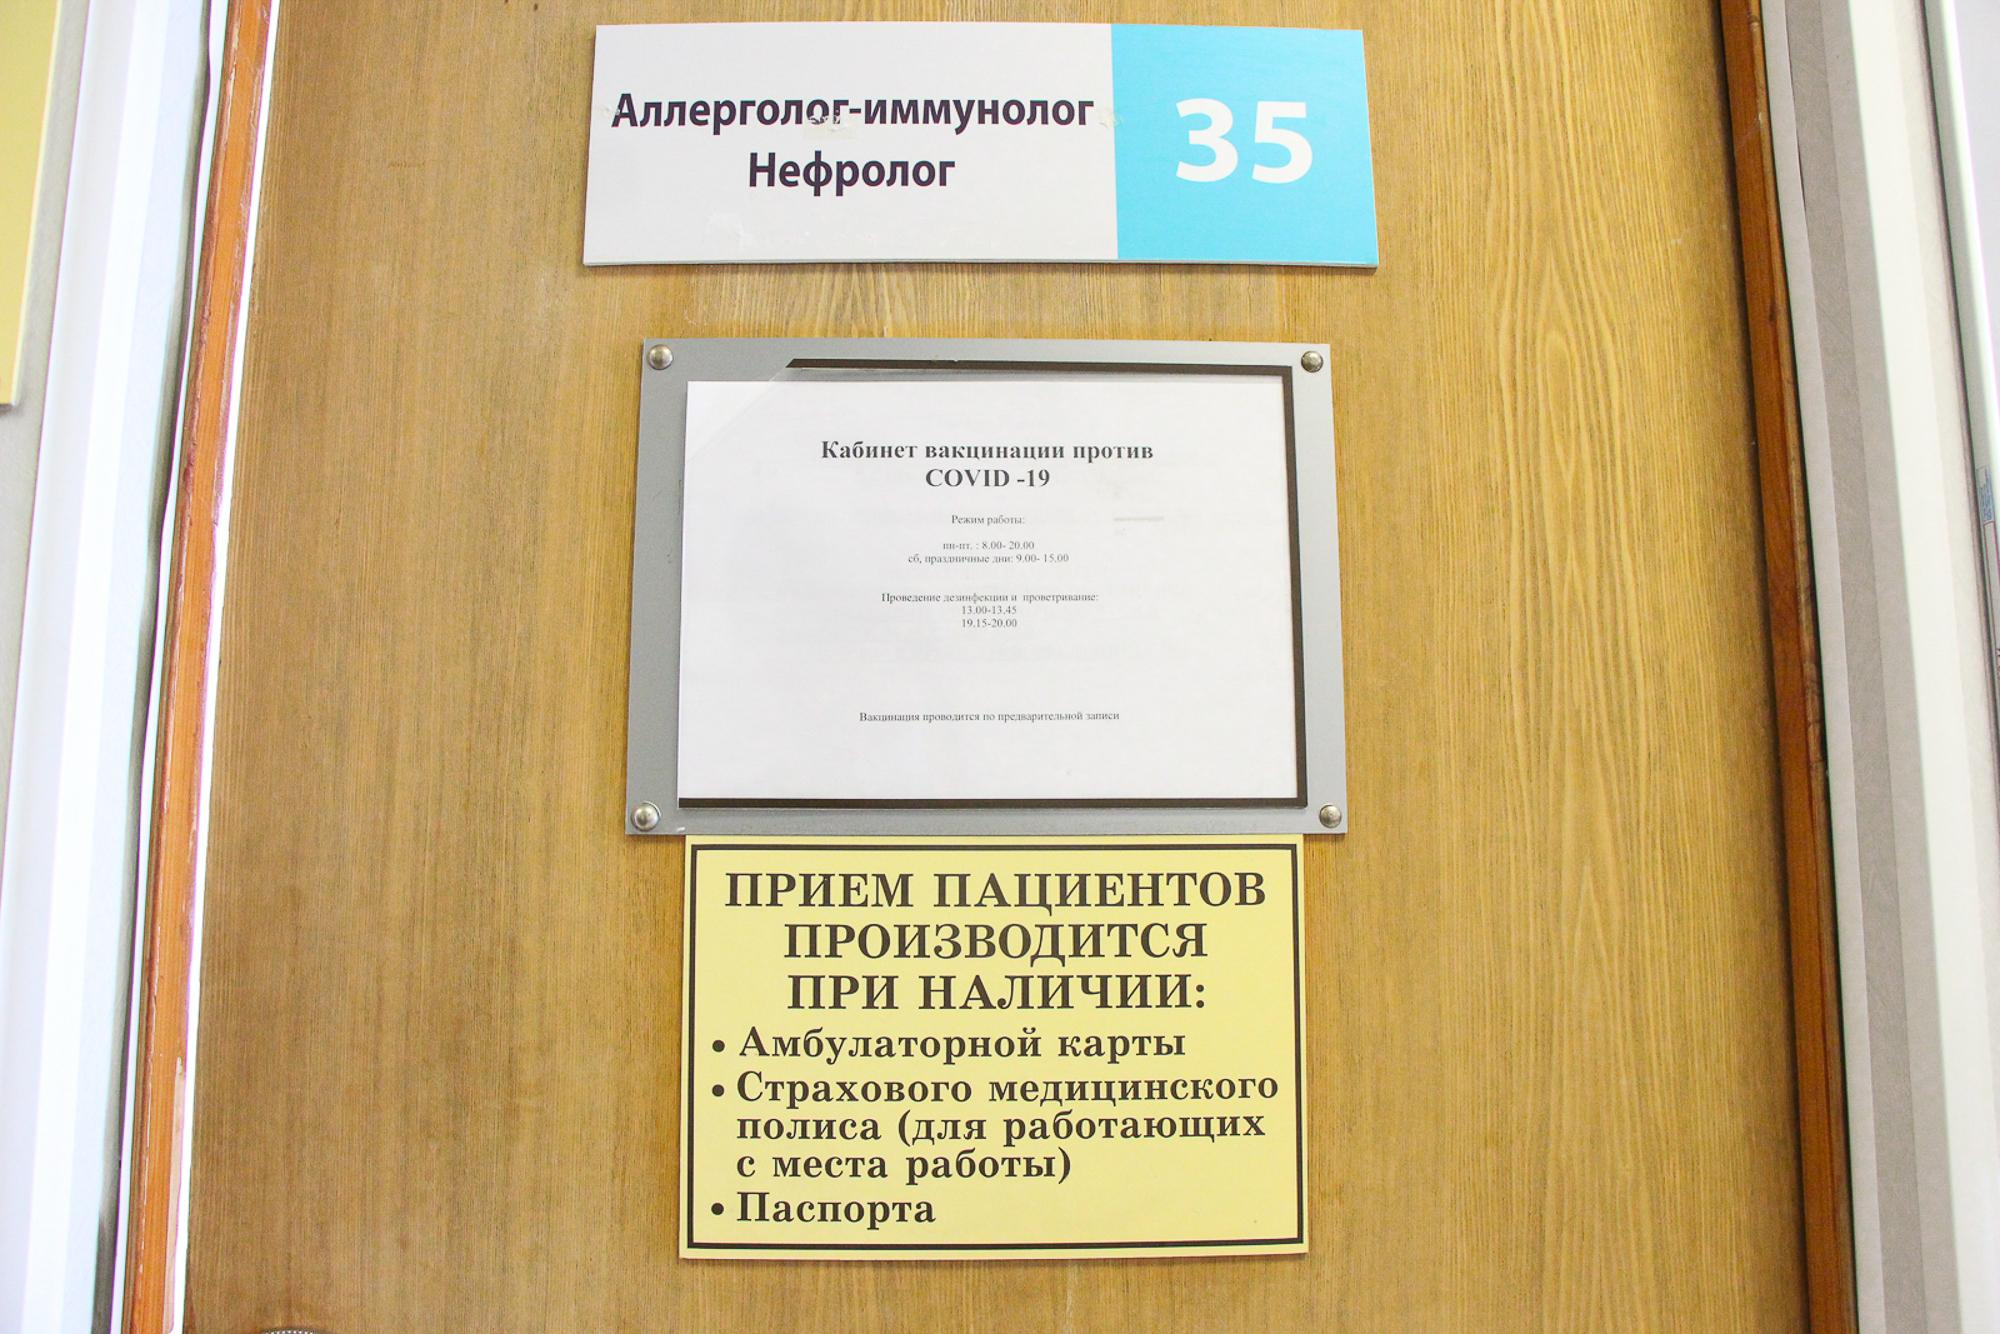 Аллерголог-иммунолог
Нефролог
35
Кабинет вакцинации против
COVID -19
Режим работы:
пн-пт. : 8.00- 20.00
сб, праздничные дни: 9.00- 15.00
Проведение дезинфекции и проветривание:
13.00-13.45
19.15-20.00
Вакцинация проводится по предварительной записи
ПРИЕМ ПАЦИЕНТОВ
ПРОИЗВОДИТСЯ
ПРИ НАЛИЧИИ:
• Амбулаторной карты
• Страхового медицинского
полиса (для работающих
с места работы)
• Паспорта